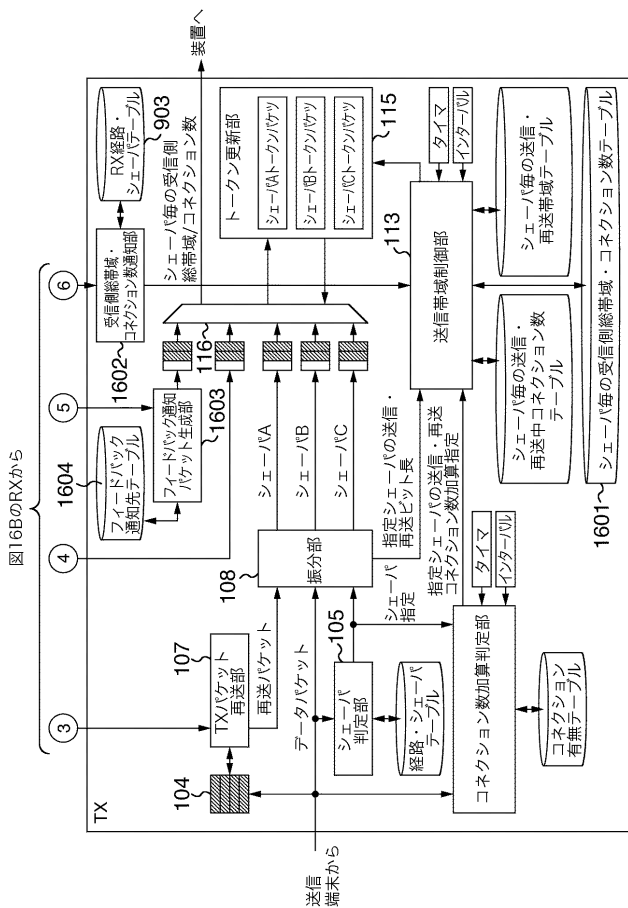 図16BのRXから
3
4
5
6
TX
装置へ
送信
端末から
104
107
TXパケット
再送部
再送パケット
データパケット
105
シェーパ
判定部
経路・シェーパ
テーブル
シェーパ
指定
108
振分部
シェーパA
シェーパB
シェーパC
1604
フィードバック
通知先テーブル
フィードバック通知
パケット生成部
1603
1602
受信側総帯域・
コネクション数通知部
RX経路・
シェーパテーブル
903
シェーパ毎の受信側
総帯域/コネクション数
116
トークン更新部
シェーパAトークンバケツ
シェーパBトークンバケツ
シェーパCトークンバケツ
115
指定シェーパの送信・
再送ビット長
指定シェーパの送信・再送
コネクション数加算指定
113
送信帯域制御部
タイマ
インターバル
コネクション数加算判定部
タイマ
インターバル
コネクション
有無テーブル
シェーパ毎の送信・
再送中コネクション数
テーブル
シェーパ毎の送信・
再送帯域テーブル
シェーパ毎の受信側総帯域・コネクション数テーブル
1601